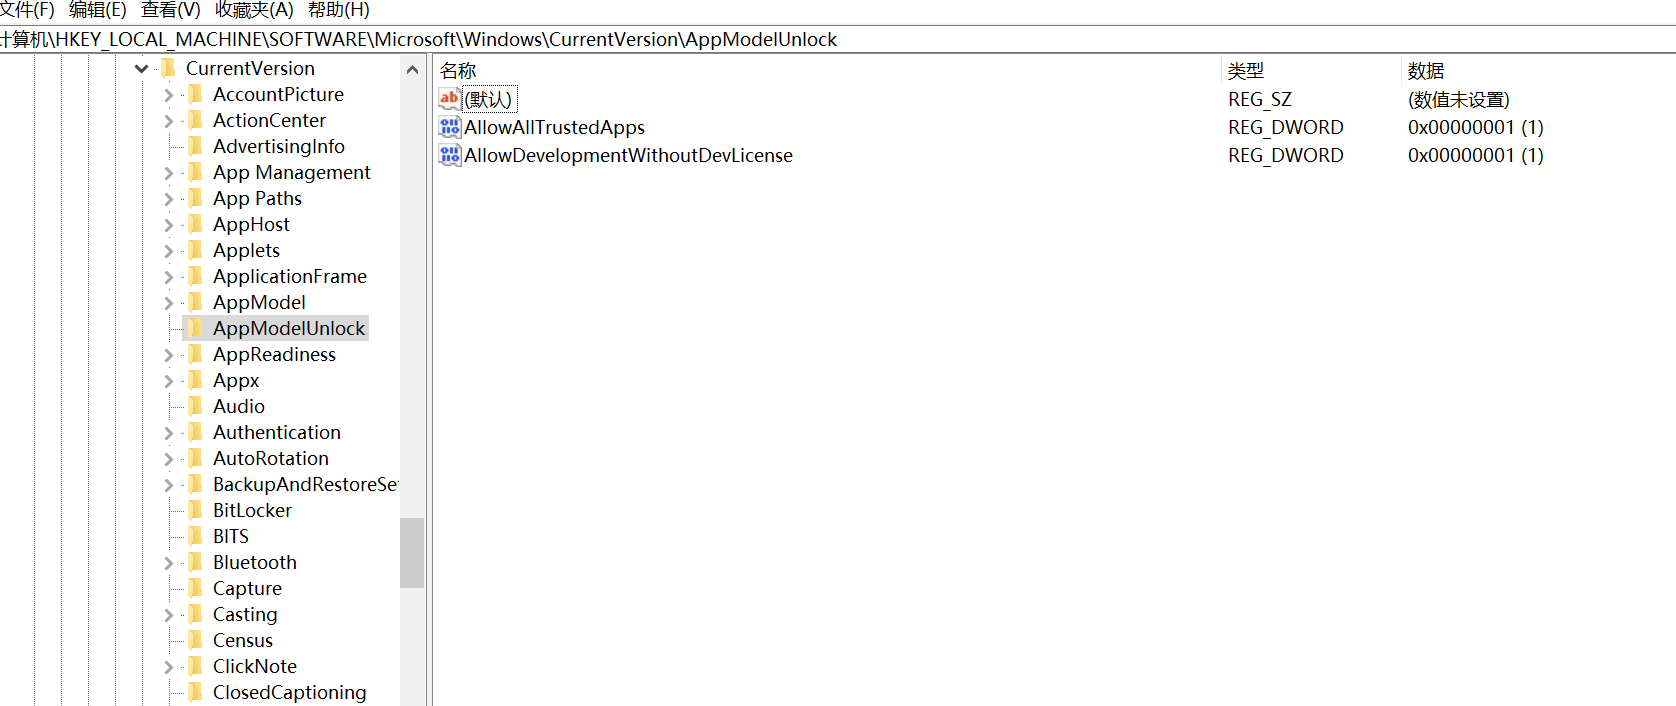 文件(F) 编辑(E) 查看(V) 收藏夹(A) 帮助(H)
计算机\HKEY_LOCAL_MACHINE\SOFTWARE\Microsoft\Windows\CurrentVersion\AppModelUnlock
CurrentVersion
AccountPicture
ActionCenter
AdvertisingInfo
App Management
App Paths
AppHost
Applets
ApplicationFrame
AppModel
AppModelUnlock
AppReadiness
Appx
Audio
Authentication
AutoRotation
BackupAndRestoreSet
BitLocker
BITS
Bluetooth
Capture
Casting
Census
ClickNote
ClosedCaptioning
名称 类型 数据
ab (默认) REG_SZ (数值未设置)
AllowAllTrustedApps REG_DWORD 0x00000001 (1)
AllowDevelopmentWithoutDevLicense REG_DWORD 0x00000001 (1)